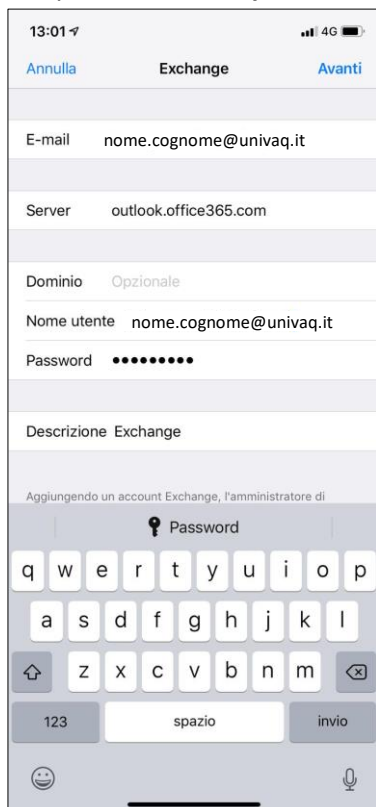 13:01 4G
Annulla Exchange Avanti
E-mail nome.cognome@univaq.it
Server outlook.office365.com
Dominio Opzionale
Nome utente nome.cognome@univaq.it
Password •••••••••
Descrizione Exchange
Aggiungendo un account Exchange, l'amministratore di
Password
q w e r t y u i o p
a s d f g h j k l
z x c v b n m
123 spazio invio